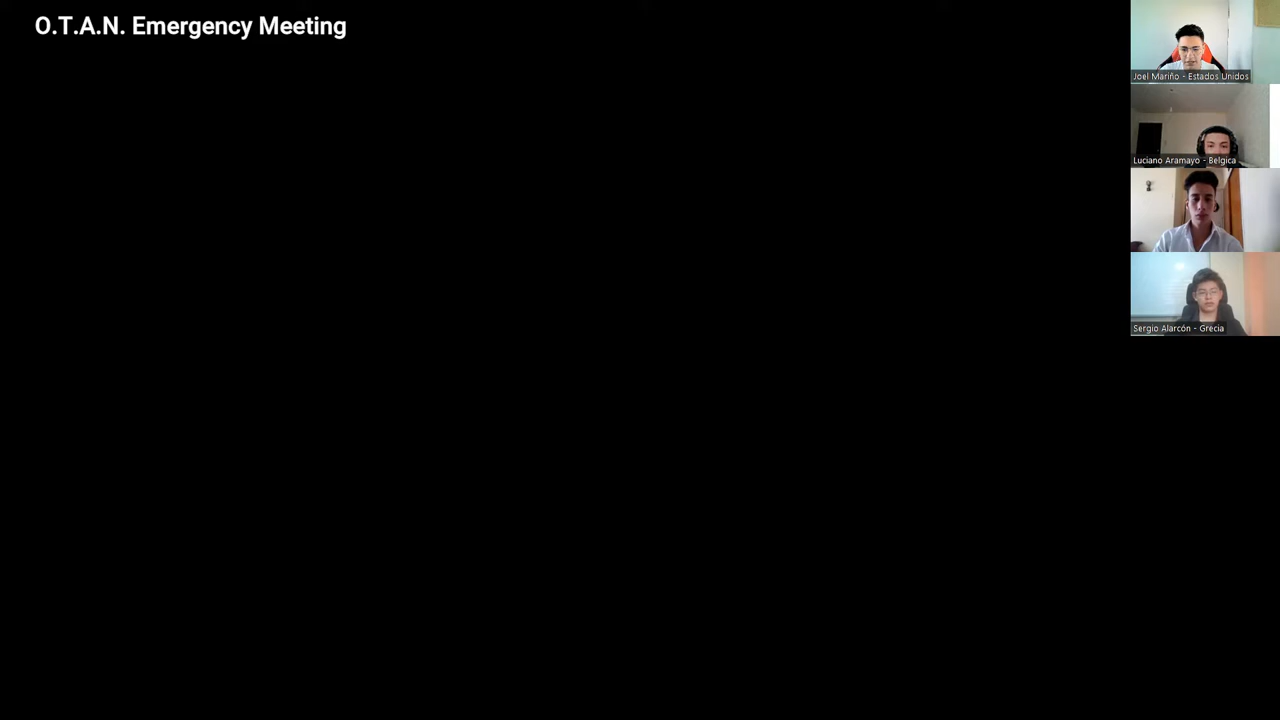 O.T.A.N. Emergency Meeting
Joel Mariño - Estados Unidos
Luciano Aramayo - Belgica
Sergio Alarcón - Grecia